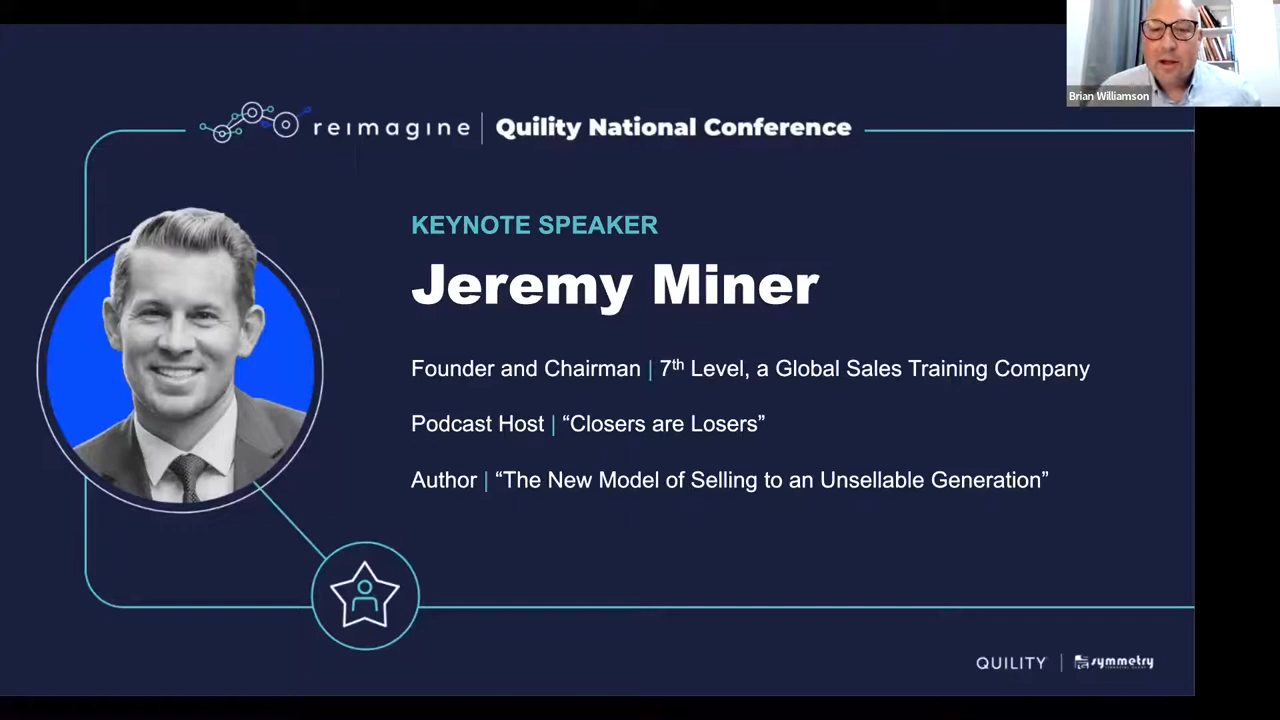 Brian Williamson
reimagine | Quility National Conference
KEYNOTE SPEAKER
Jeremy Miner
Founder and Chairman | 7th Level, a Global Sales Training Company
Podcast Host | “Closers are Losers”
Author | “The New Model of Selling to an Unsellable Generation”
QUILITY | symmetry